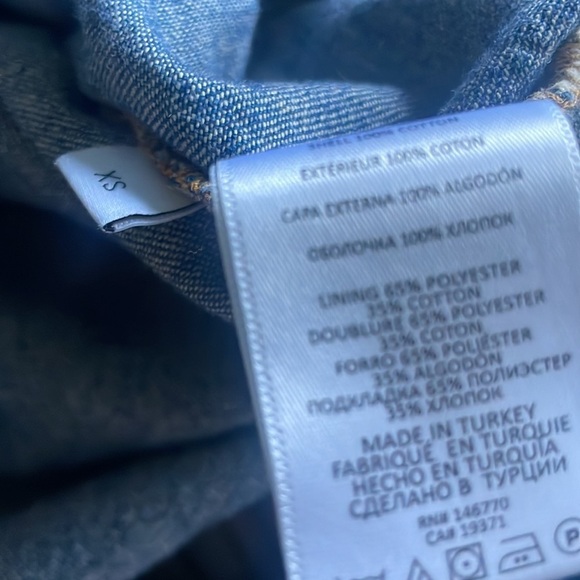 XS
SHELL 100% COTTON
EXTÉRIEUR 100% COTON
CAPA EXTERNA 100% ALGODÓN
ОБОЛОЧКА 100% ХЛОПОК
LINING 65% POLYESTER
35% COTTON
DOUBLURE 65% POLYESTER
35% COTON
FORRO 65% POLIÉSTER
35% ALGODÓN
ПОДКЛАДКА 65% ПОЛИЭСТЕР
35% ХЛОПОК
MADE IN TURKEY
FABRIQUÉ EN TURQUIE
HECHO EN TURQUÍA
СДЕЛАНО В ТУРЦИИ
RN# 146770
CA# 19371
P